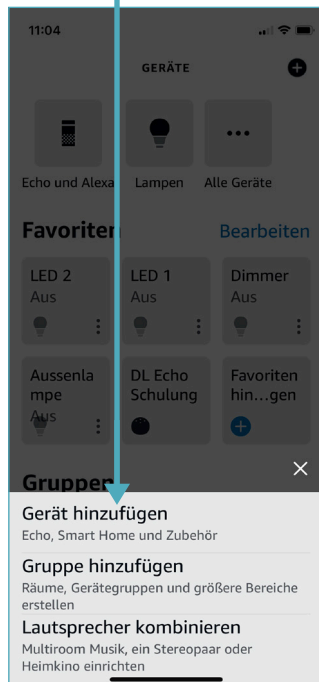 11:04
GERÄTE
Echo und Alexa Lampen Alle Geräte
Favoriten Bearbeiten
LED 2 LED 1 Dimmer
Aus Aus Aus
Aussenla DL Echo Favoriten
mpe Schulung hin...gen
Aus
Gruppen
Gerät hinzufügen
Echo, Smart Home und Zubehör
Gruppe hinzufügen
Räume, Gerätegruppen und größere Bereiche
erstellen
Lautsprecher kombinieren
Multiroom Musik, ein Stereopaar oder
Heimkino einrichten